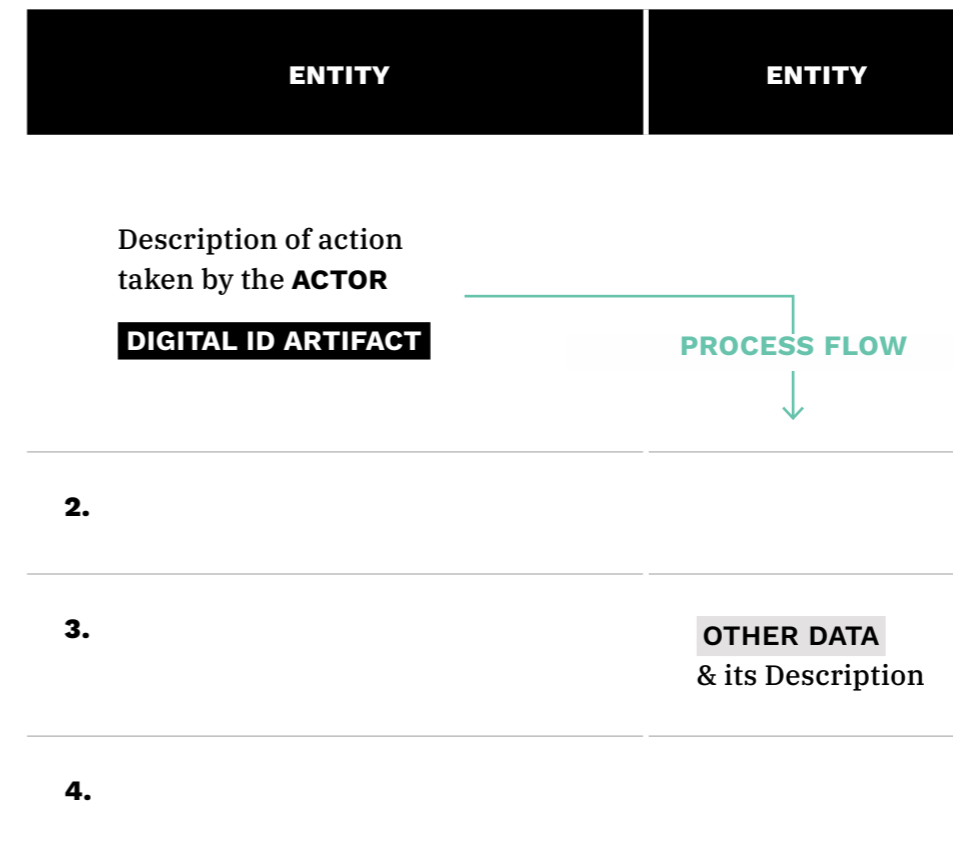 ENTITY
ENTITY
Description of action
taken by the ACTOR
DIGITAL ID ARTIFACT
PROCESS FLOW
2.
3.
OTHER DATA
& its Description
4.